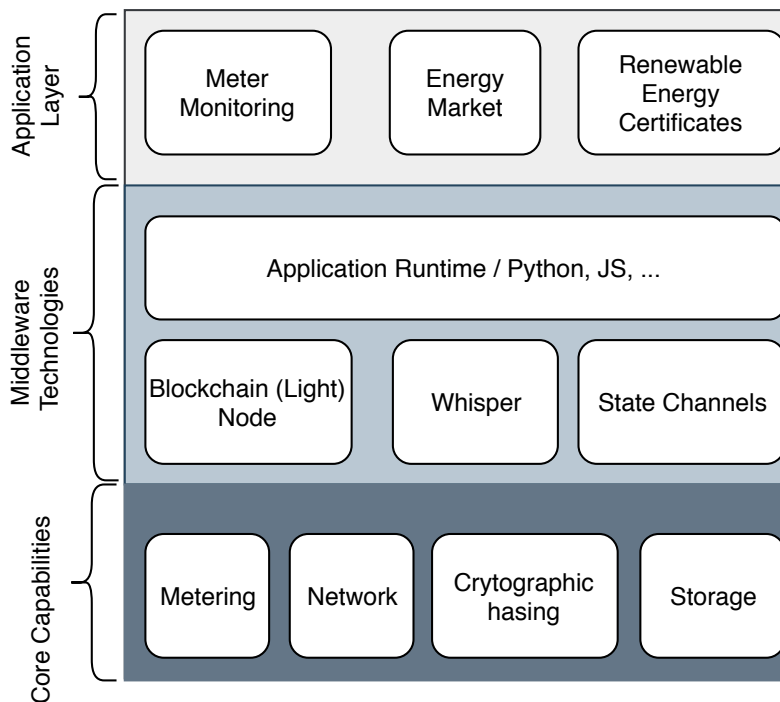 Application
Layer
Meter
Monitoring
Energy
Market
Renewable
Energy
Certificates
Middleware
Technologies
Application Runtime / Python, JS, ...
Blockchain (Light)
Node
Whisper
State Channels
Core Capabilities
Metering
Network
Crytographic
hasing
Storage